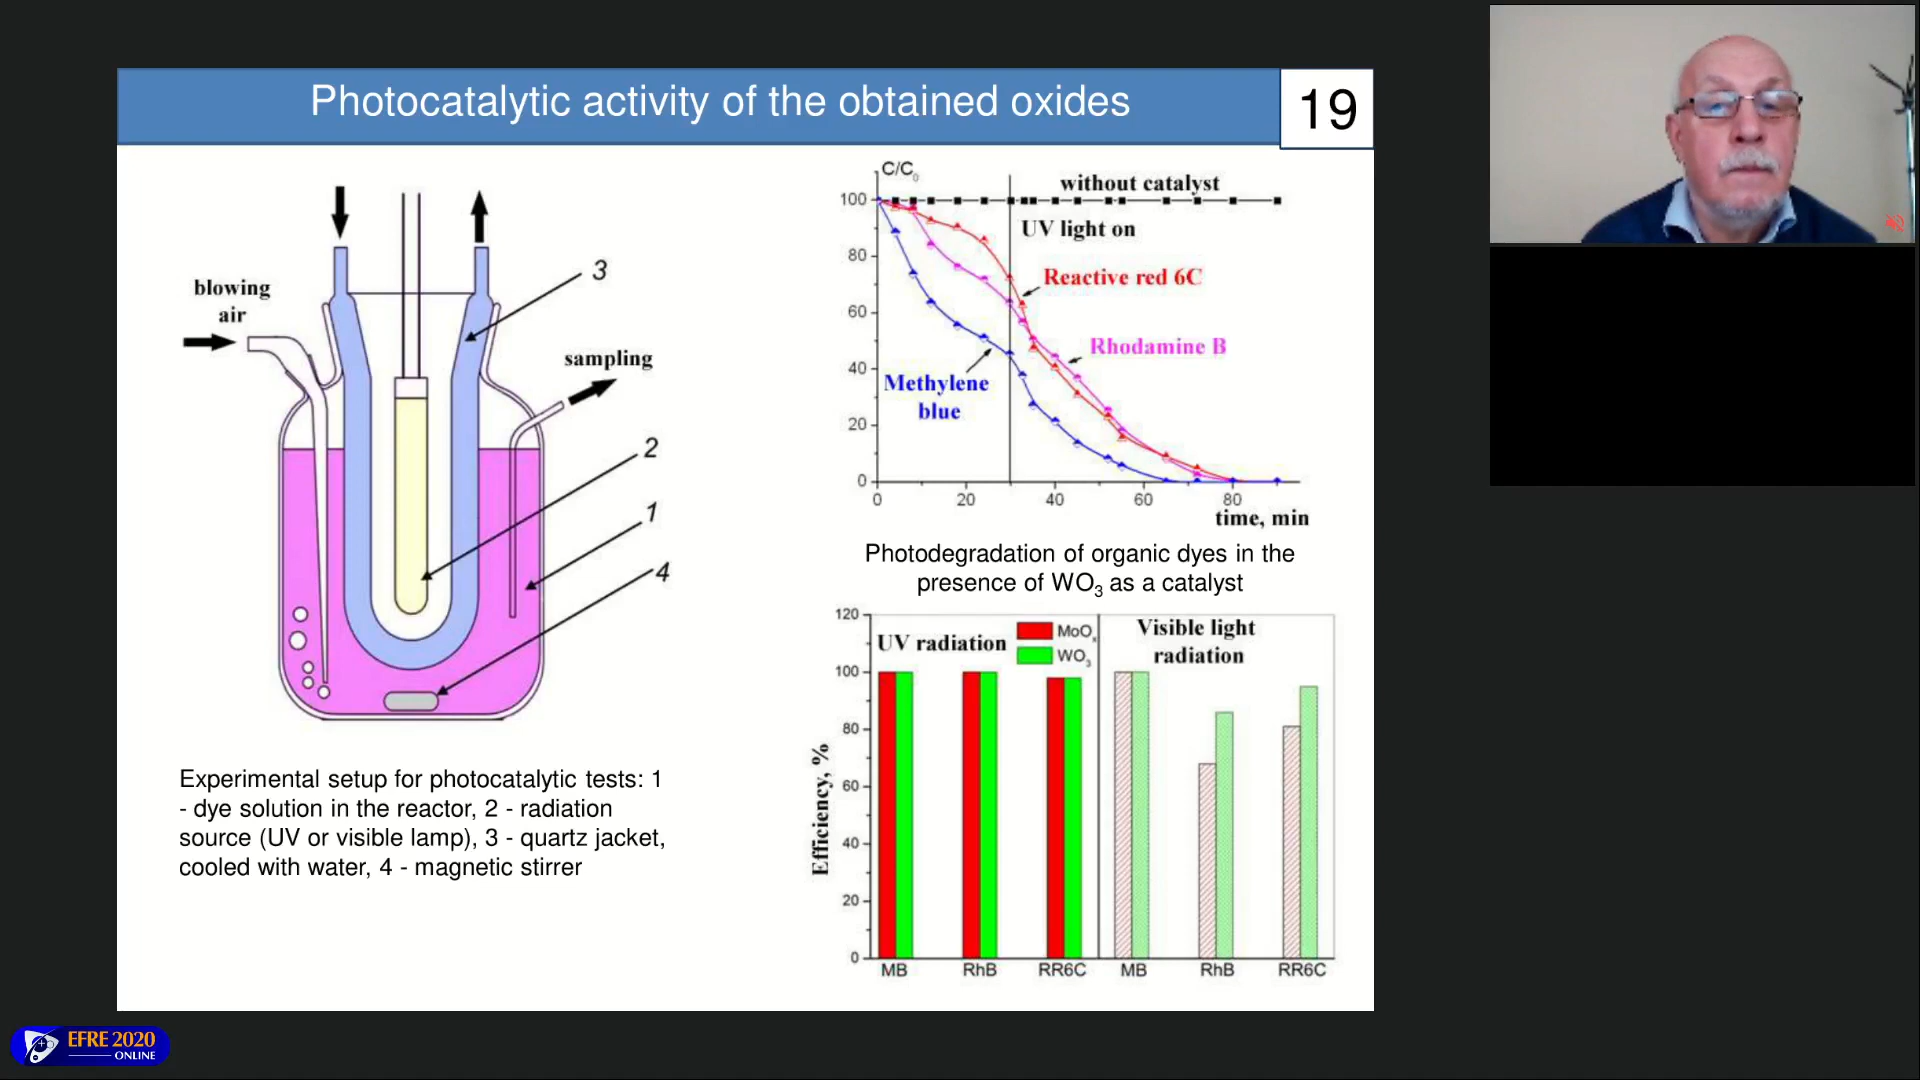 Photocatalytic activity of the obtained oxides
19
blowing
air
3
sampling
2
1
4
Experimental setup for photocatalytic tests: 1
- dye solution in the reactor, 2 - radiation
source (UV or visible lamp), 3 - quartz jacket,
cooled with water, 4 - magnetic stirrer
C/C0
100
80
60
40
20
0
without catalyst
UV light on
Reactive red 6C
Rhodamine B
Methylene
blue
0 20 40 60 80
time, min
Photodegradation of organic dyes in the
presence of WO3 as a catalyst
120
100
80
60
40
20
0
Efficiency, %
UV radiation
MoOx
WO3
Visible light
radiation
MB RhB RR6C MB RhB RR6C
EFRE 2020
ONLINE